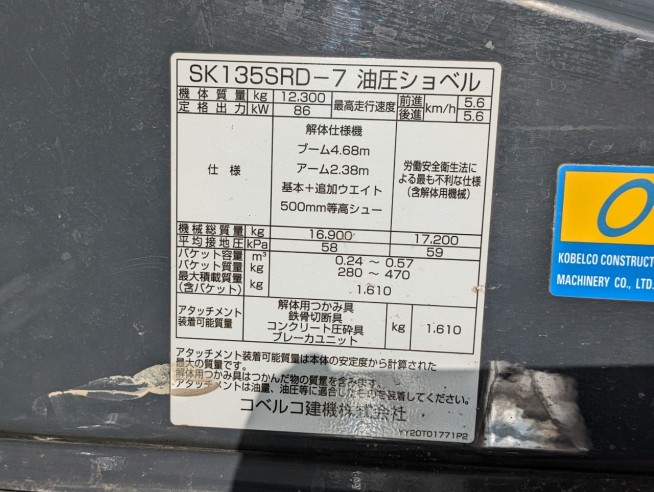 SK135SRD-7 油圧ショベル
機体質量 kg 12,300 最高走行速度 前進 km/h 5.6
定格出力 kW 86 後進 5.6
仕様
解体仕様機
ブーム4.68m
アーム2.38m
基本+追加ウエイト
500mm等高シュー
労働安全衛生法に
よる最も不利な仕様
(含解体用機械)
機械総質量 kg 16,900 17,200
平均接地圧 kPa 58 59
バケット容量 m³ 0.24 ~ 0.57
バケット質量 kg 280 ~ 470
最大積載質量
(含バケット) kg 1.610
アタッチメント
装着可能質量
解体用つかみ具
鉄骨切断具
コンクリート圧砕具
ブレーカユニット
kg 1.610
アタッチメント装着可能質量は本体の安定度から計算された
最大の質量です。
解体用つかみ具はつかんだ物の質量を含みます。
アタッチメントは油量、油圧等に適合したものを装着してください。
コベルコ建機株式会社
YY20T01771P2
KOBELCO CONSTRUCT
MACHINERY CO., LTD.